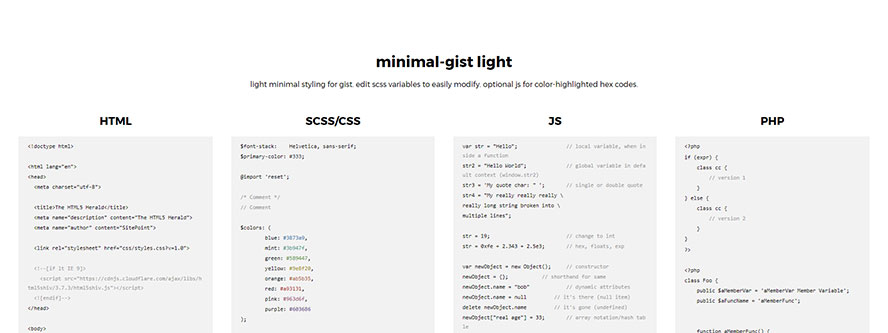 minimal-gist light
light minimal styling for gist. edit scss variables to easily modify. optional js for color-highlighted hex codes.
HTML
<!doctype html>
<html lang="en">
<head>
<meta charset="utf-8">
<title>The HTML5 Herald</title>
<meta name="description" content="The HTML5 Herald">
<meta name="author" content="SitePoint">
<link rel="stylesheet" href="css/styles.css?v=1.0">
<!--[if lt IE 9]>
<script src="https://cdnjs.cloudflare.com/ajax/libs/h
tml5shiv/3.7.3/html5shiv.js"></script>
<![endif]-->
</head>
<body>
SCSS/CSS
$font-stack: Helvetica, sans-serif;
$primary-color: #333;
@import 'reset';
/* Comment */
// Comment
$colors: (
blue: #3873a9,
mint: #3b947f,
green: #589447,
yellow: #9e8f20,
orange: #ab5b35,
red: #a03131,
pink: #963d6f,
purple: #603686
);
JS
var str = "Hello"; // local variable, when in
side a function
str2 = "Hello World"; // global variable in defa
ult context (window.str2)
str3 = 'My quote char: " '; // single or double quote
str4 = "My really really really \
really long string broken into \
multiple lines";
str = 19; // change to int
str = 0xfe + 2.343 + 2.5e3; // hex, floats, exp
var newObject = new Object(); // constructor
newObject = {}; // shorthand for same
newObject.name = "bob" // dynamic attributes
newObject.name = null // it's there (null item)
delete newObject.name // it's gone (undefined)
newObject["real age"] = 33; // array notation/hash tab
le
PHP
<?php
if (expr) {
class cc {
// version 1
}
} else {
class cc {
// version 2
}
}
?>
<?php
class Foo {
public $aMemberVar = 'aMemberVar Member Variable';
public $aFuncName = 'aMemberFunc';
function aMemberFunc() {